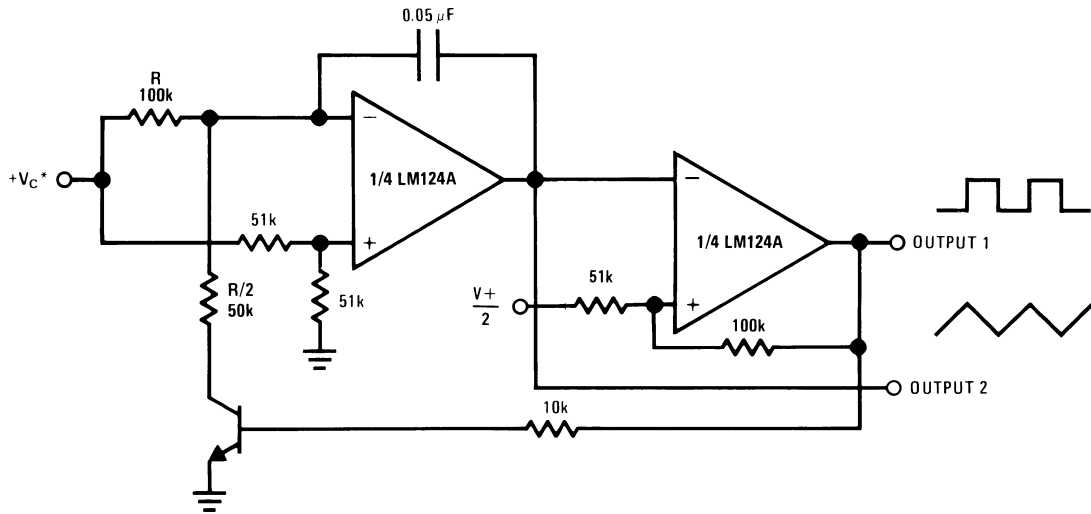 0.05 µF
R
100k
+VC*
−
1/4 LM124A
+
51k
51k
R/2
50k
−
1/4 LM124A
+
V+
2
51k
100k
OUTPUT 1
OUTPUT 2
10k